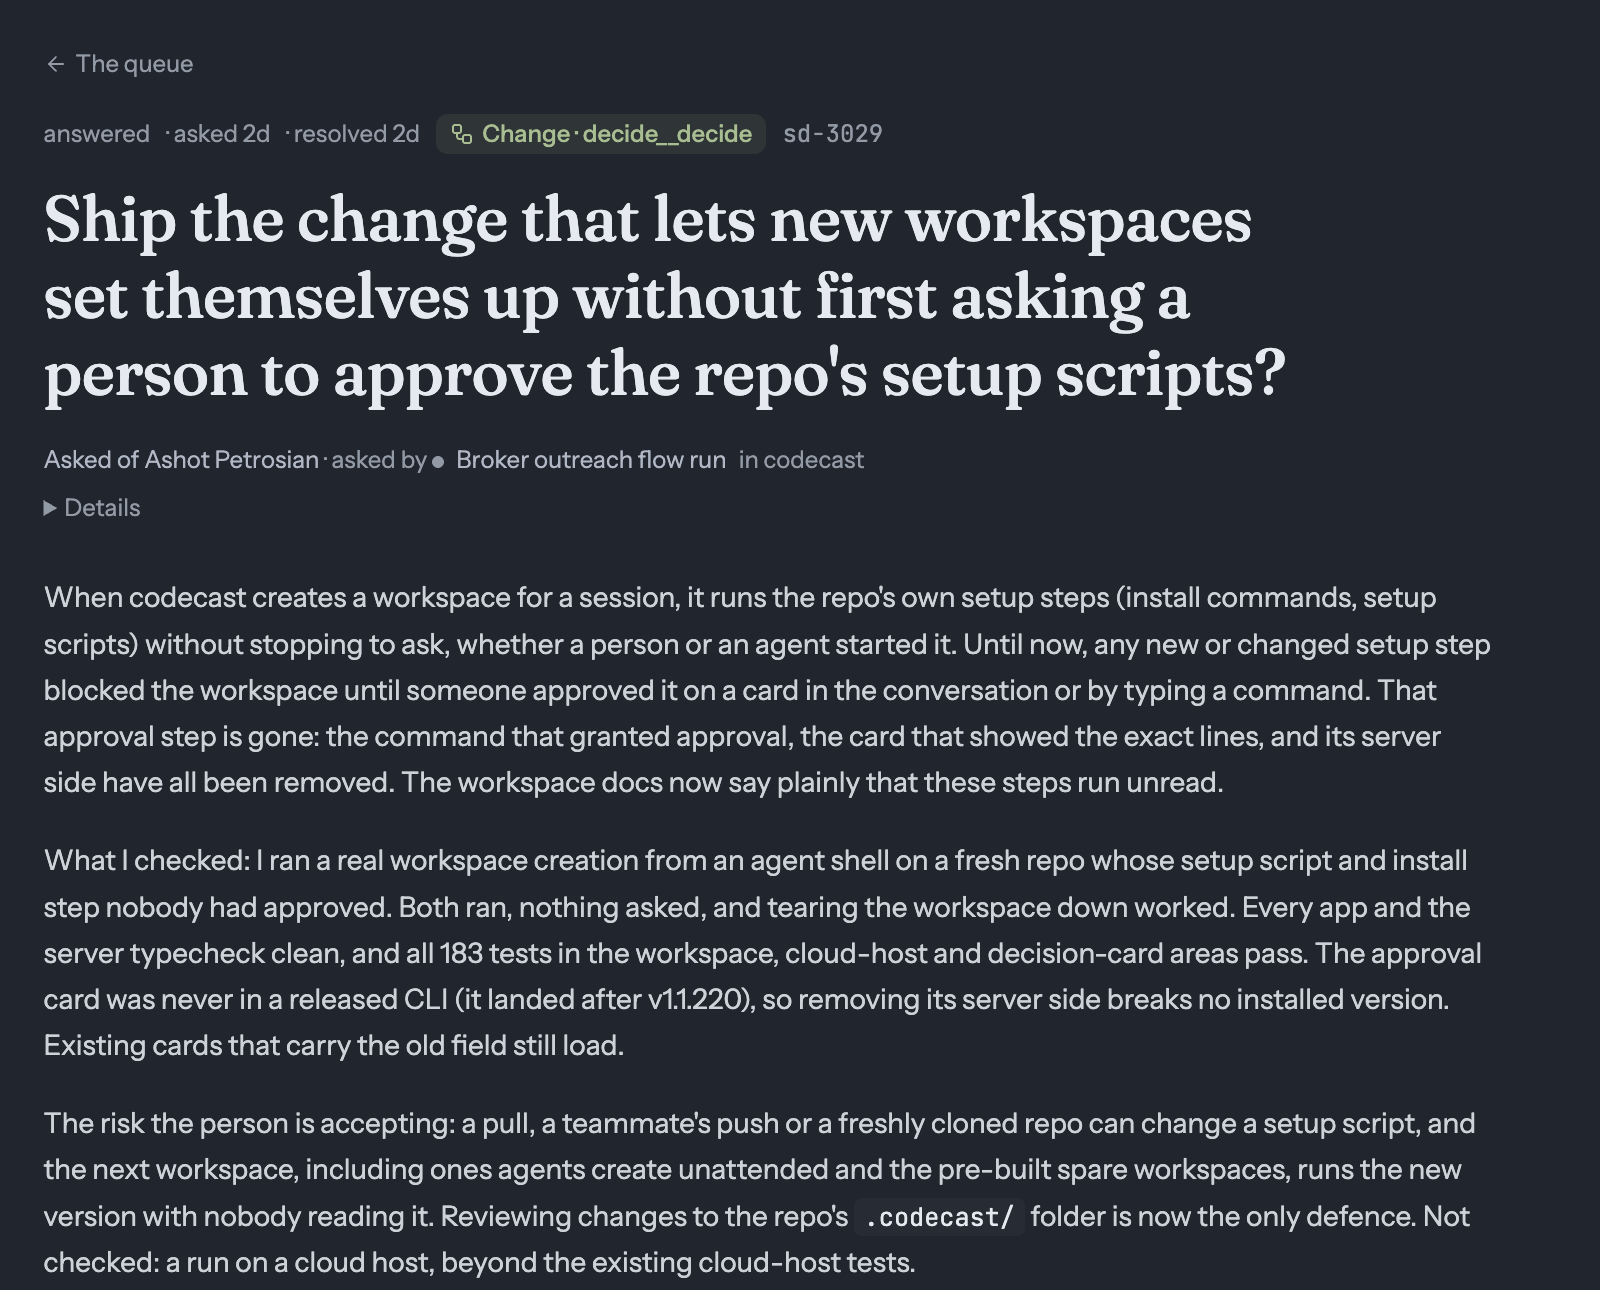 ← The queue
answered · asked 2d · resolved 2d Change · decide__decide sd-3029
Ship the change that lets new workspaces
set themselves up without first asking a
person to approve the repo's setup scripts?
Asked of Ashot Petrosian · asked by ● Broker outreach flow run in codecast
▶ Details
When codecast creates a workspace for a session, it runs the repo's own setup steps (install commands, setup
scripts) without stopping to ask, whether a person or an agent started it. Until now, any new or changed setup step
blocked the workspace until someone approved it on a card in the conversation or by typing a command. That
approval step is gone: the command that granted approval, the card that showed the exact lines, and its server
side have all been removed. The workspace docs now say plainly that these steps run unread.
What I checked: I ran a real workspace creation from an agent shell on a fresh repo whose setup script and install
step nobody had approved. Both ran, nothing asked, and tearing the workspace down worked. Every app and the
server typecheck clean, and all 183 tests in the workspace, cloud-host and decision-card areas pass. The approval
card was never in a released CLI (it landed after v1.1.220), so removing its server side breaks no installed version.
Existing cards that carry the old field still load.
The risk the person is accepting: a pull, a teammate's push or a freshly cloned repo can change a setup script, and
the next workspace, including ones agents create unattended and the pre-built spare workspaces, runs the new
version with nobody reading it. Reviewing changes to the repo's .codecast/ folder is now the only defence. Not
checked: a run on a cloud host, beyond the existing cloud-host tests.